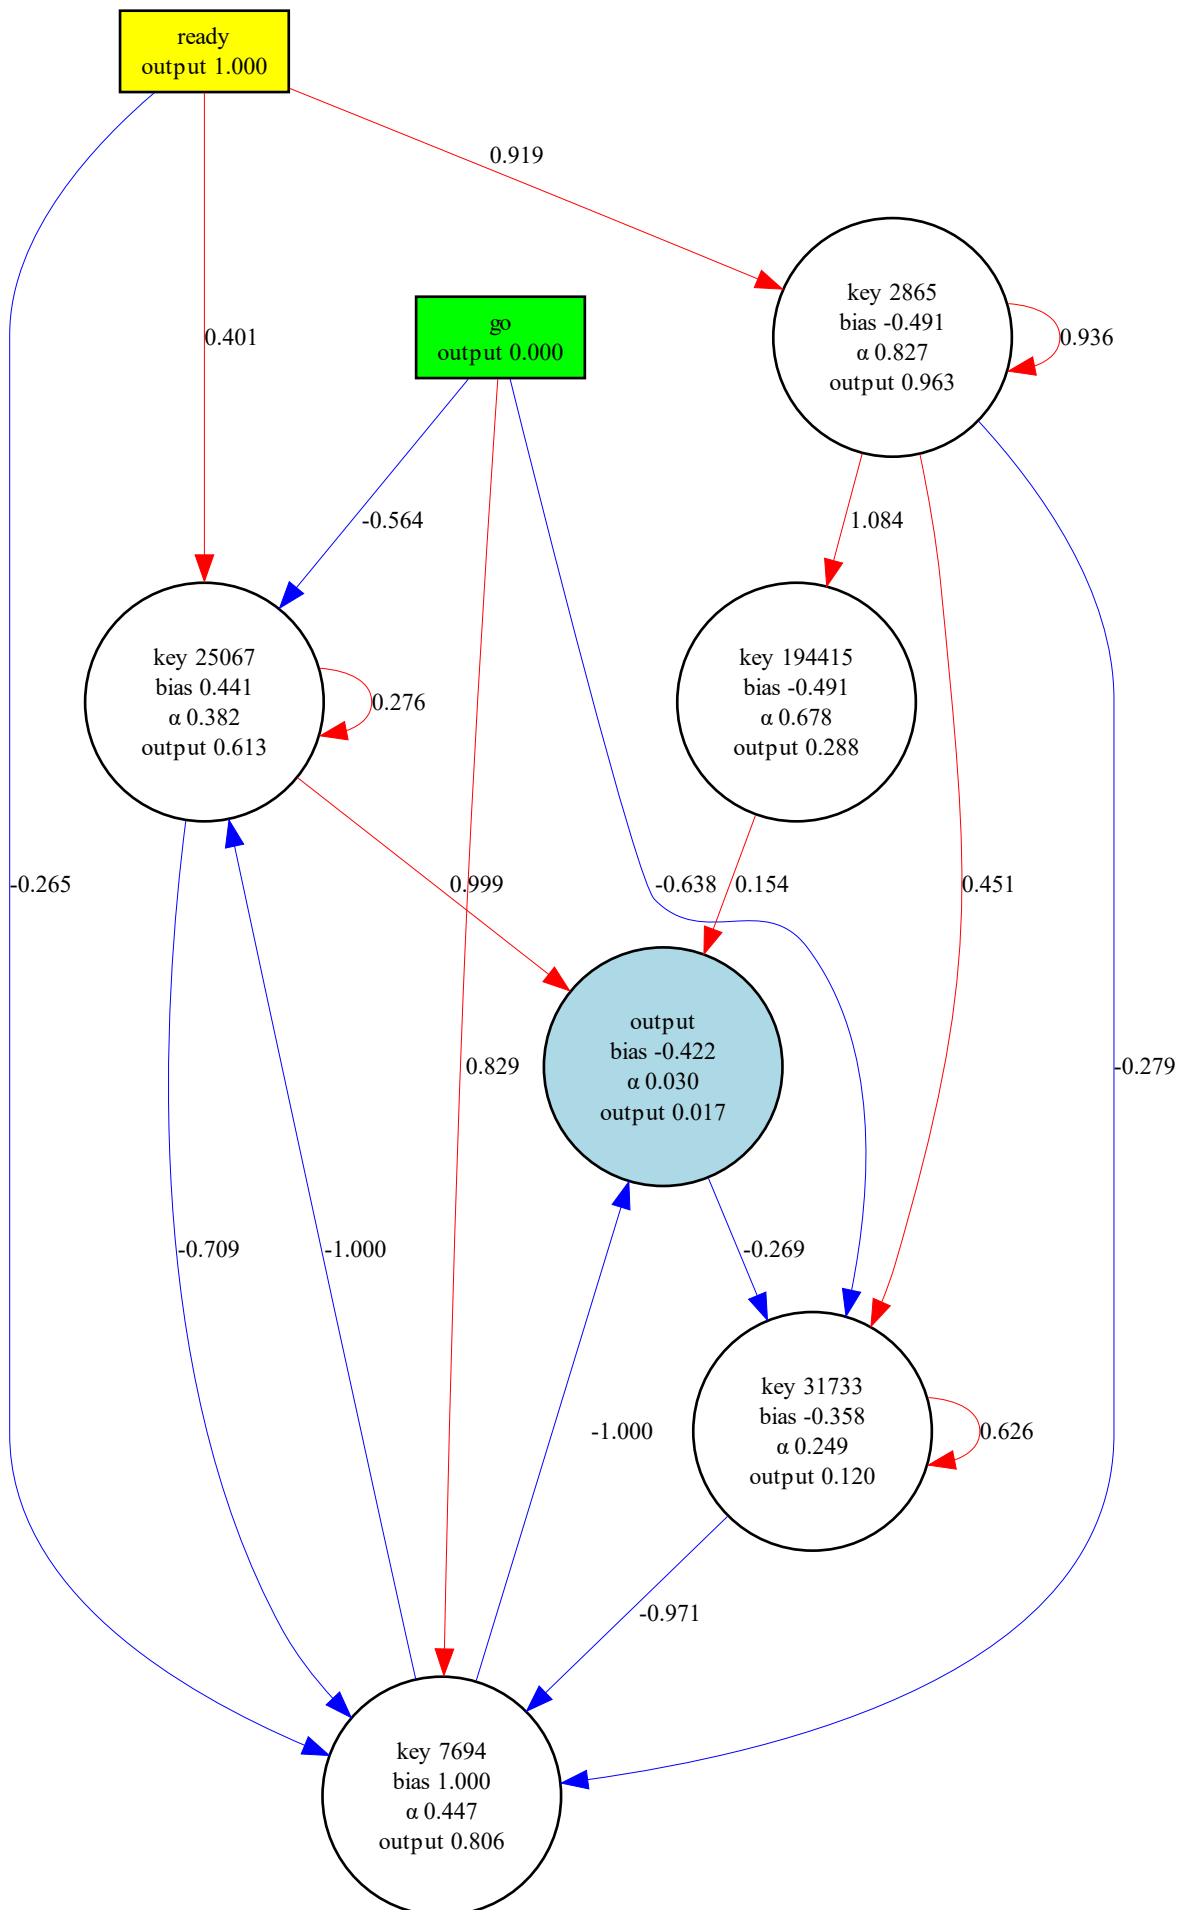 ready
output 1.000
0.919
key 2865
bias -0.491
α 0.827
output 0.963
0.936
go
output 0.000
0.401
-0.564
1.084
key 25067
bias 0.441
α 0.382
output 0.613
0.276
key 194415
bias -0.491
α 0.678
output 0.288
-0.265
0.999
-0.638
0.154
0.451
output
bias -0.422
α 0.030
output 0.017
0.829
-0.279
-0.709
-1.000
-0.269
key 31733
bias -0.358
α 0.249
output 0.120
0.626
-1.000
-0.971
key 7694
bias 1.000
α 0.447
output 0.806